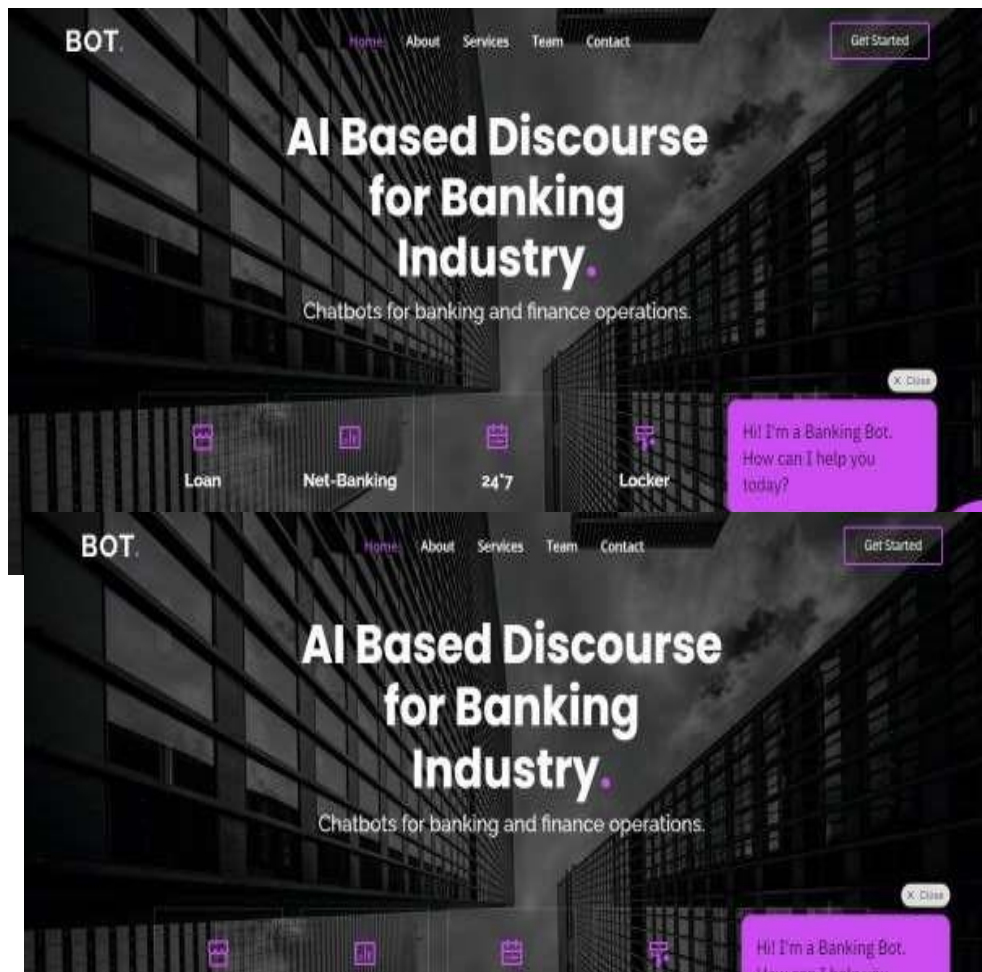 BOT.
Home About Services Team Contact
Get Started
AI Based Discourse
for Banking
Industry.
Chatbots for banking and finance operations.
X Close
Loan Net-Banking 24*7 Locker
Hi! I'm a Banking Bot.
How can I help you
today?
BOT.
Home About Services Team Contact
Get Started
AI Based Discourse
for Banking
Industry.
Chatbots for banking and finance operations.
X Close
Hi! I'm a Banking Bot.